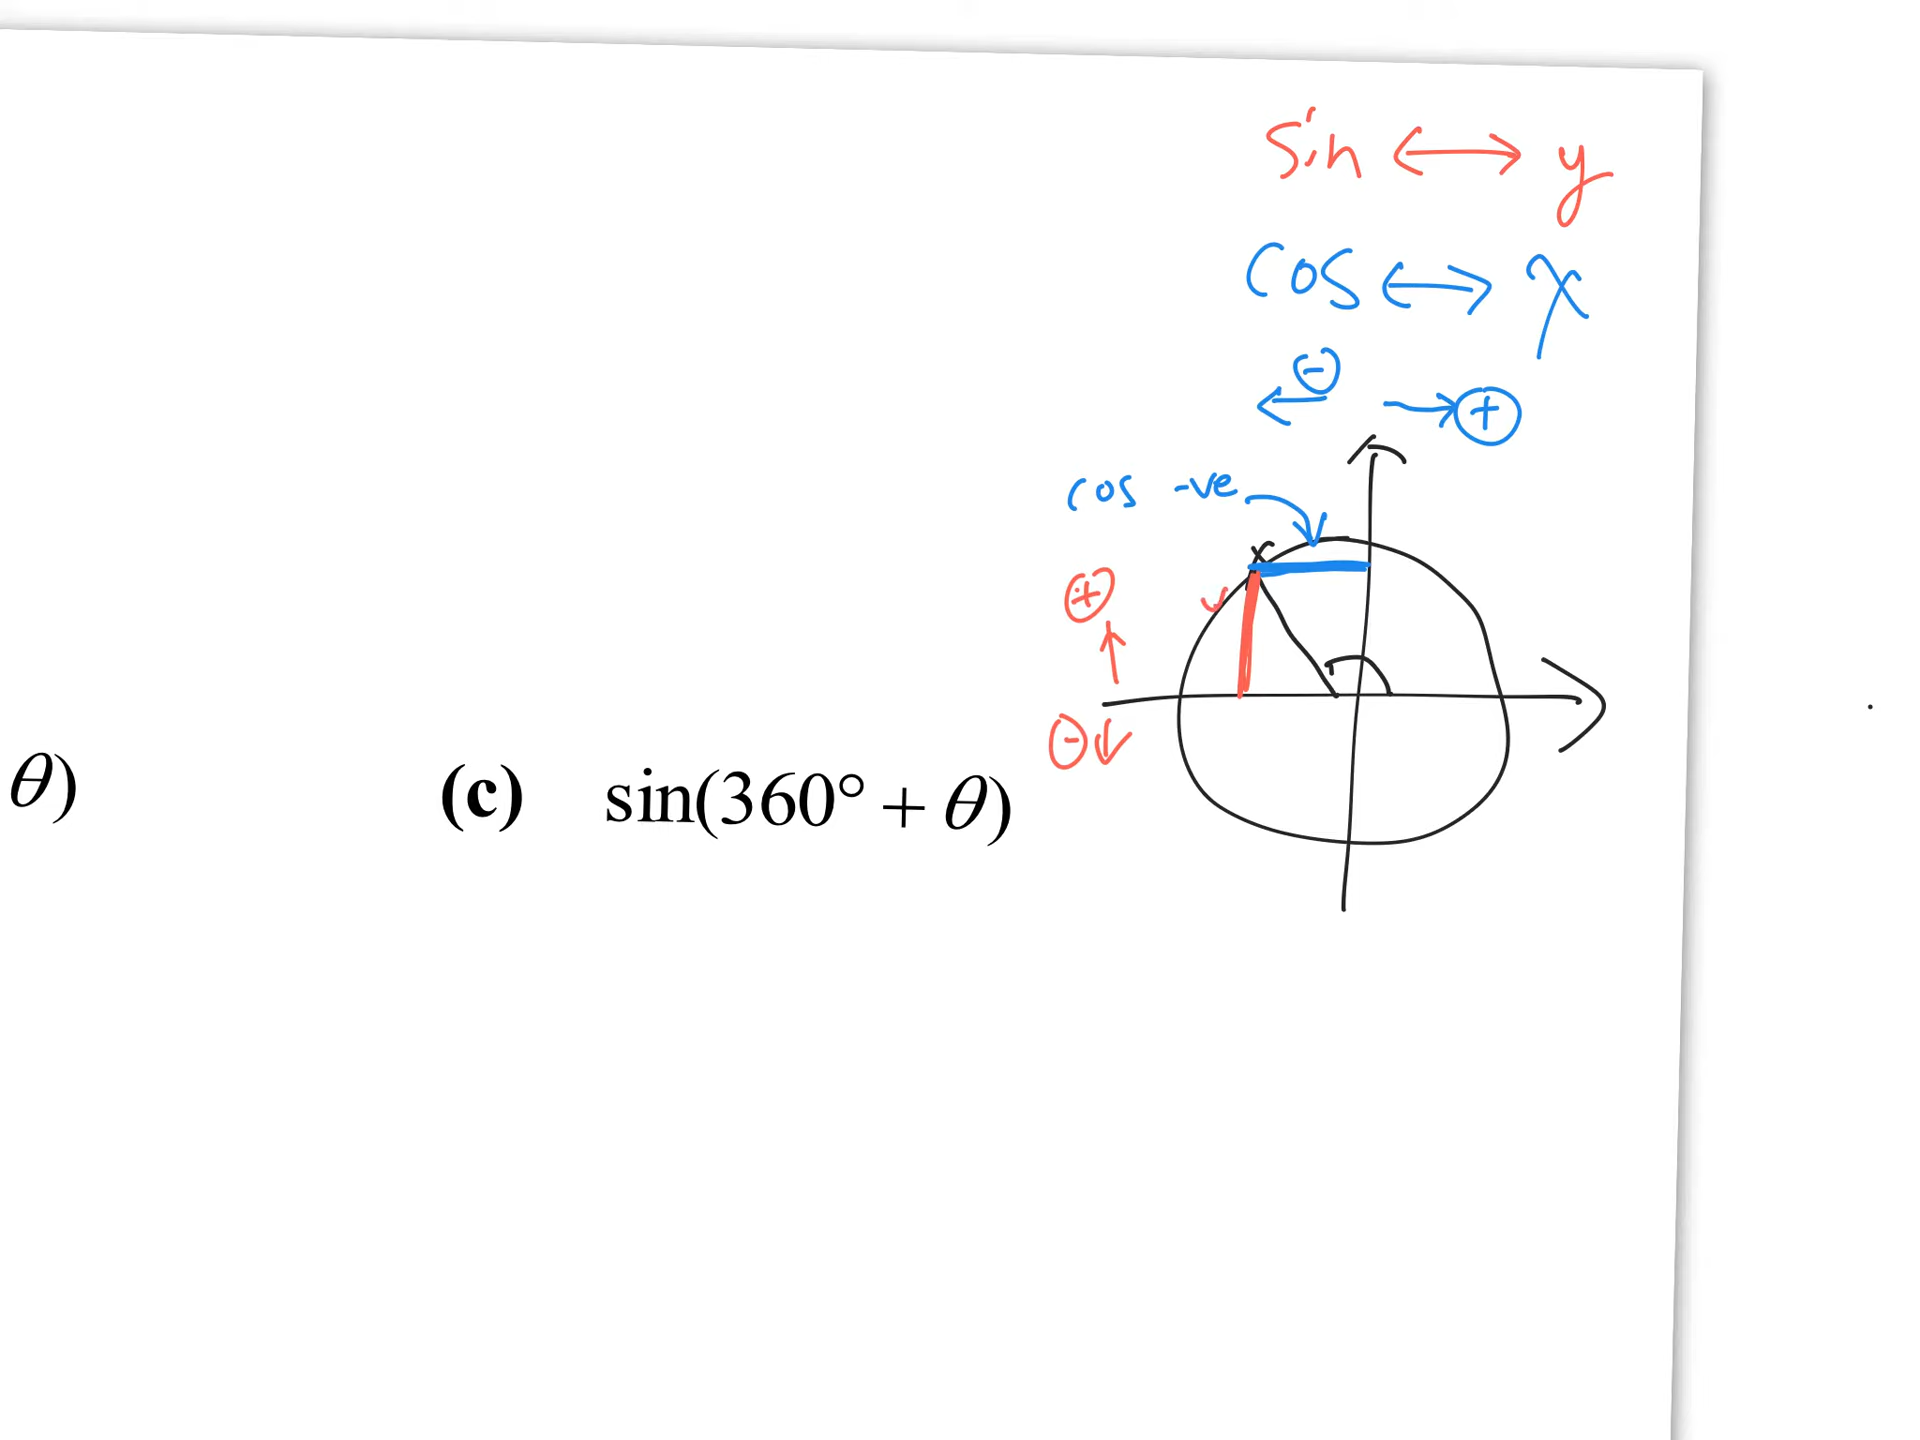 sin ↔ y
cos ↔ x
⊖
← → ⊕
cos -ve
⊕
↑
⊖↓
θ) (c) sin(360° + θ)